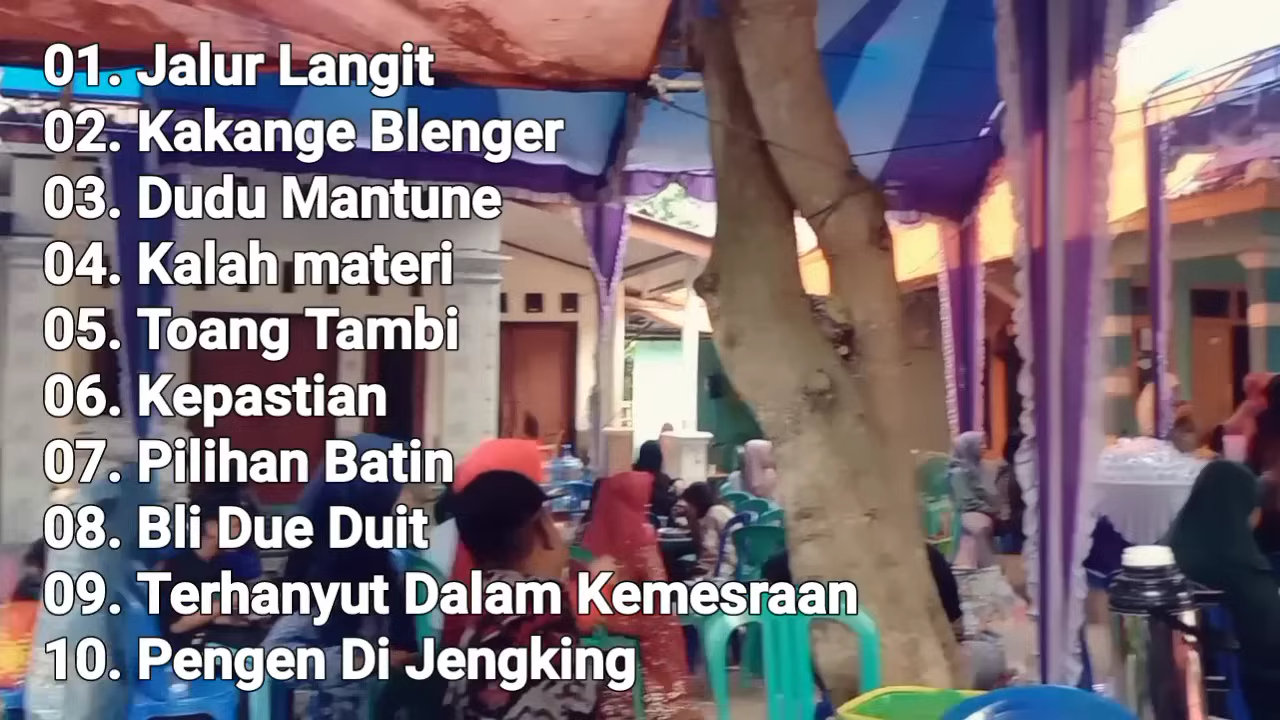 01. Jalur Langit
02. Kakange Blenger
03. Dudu Mantune
04. Kalah materi
05. Toang Tambi
06. Kepastian
07. Pilihan Batin
08. Bli Due Duit
09. Terhanyut Dalam Kemesraan
10. Pengen Di Jengking